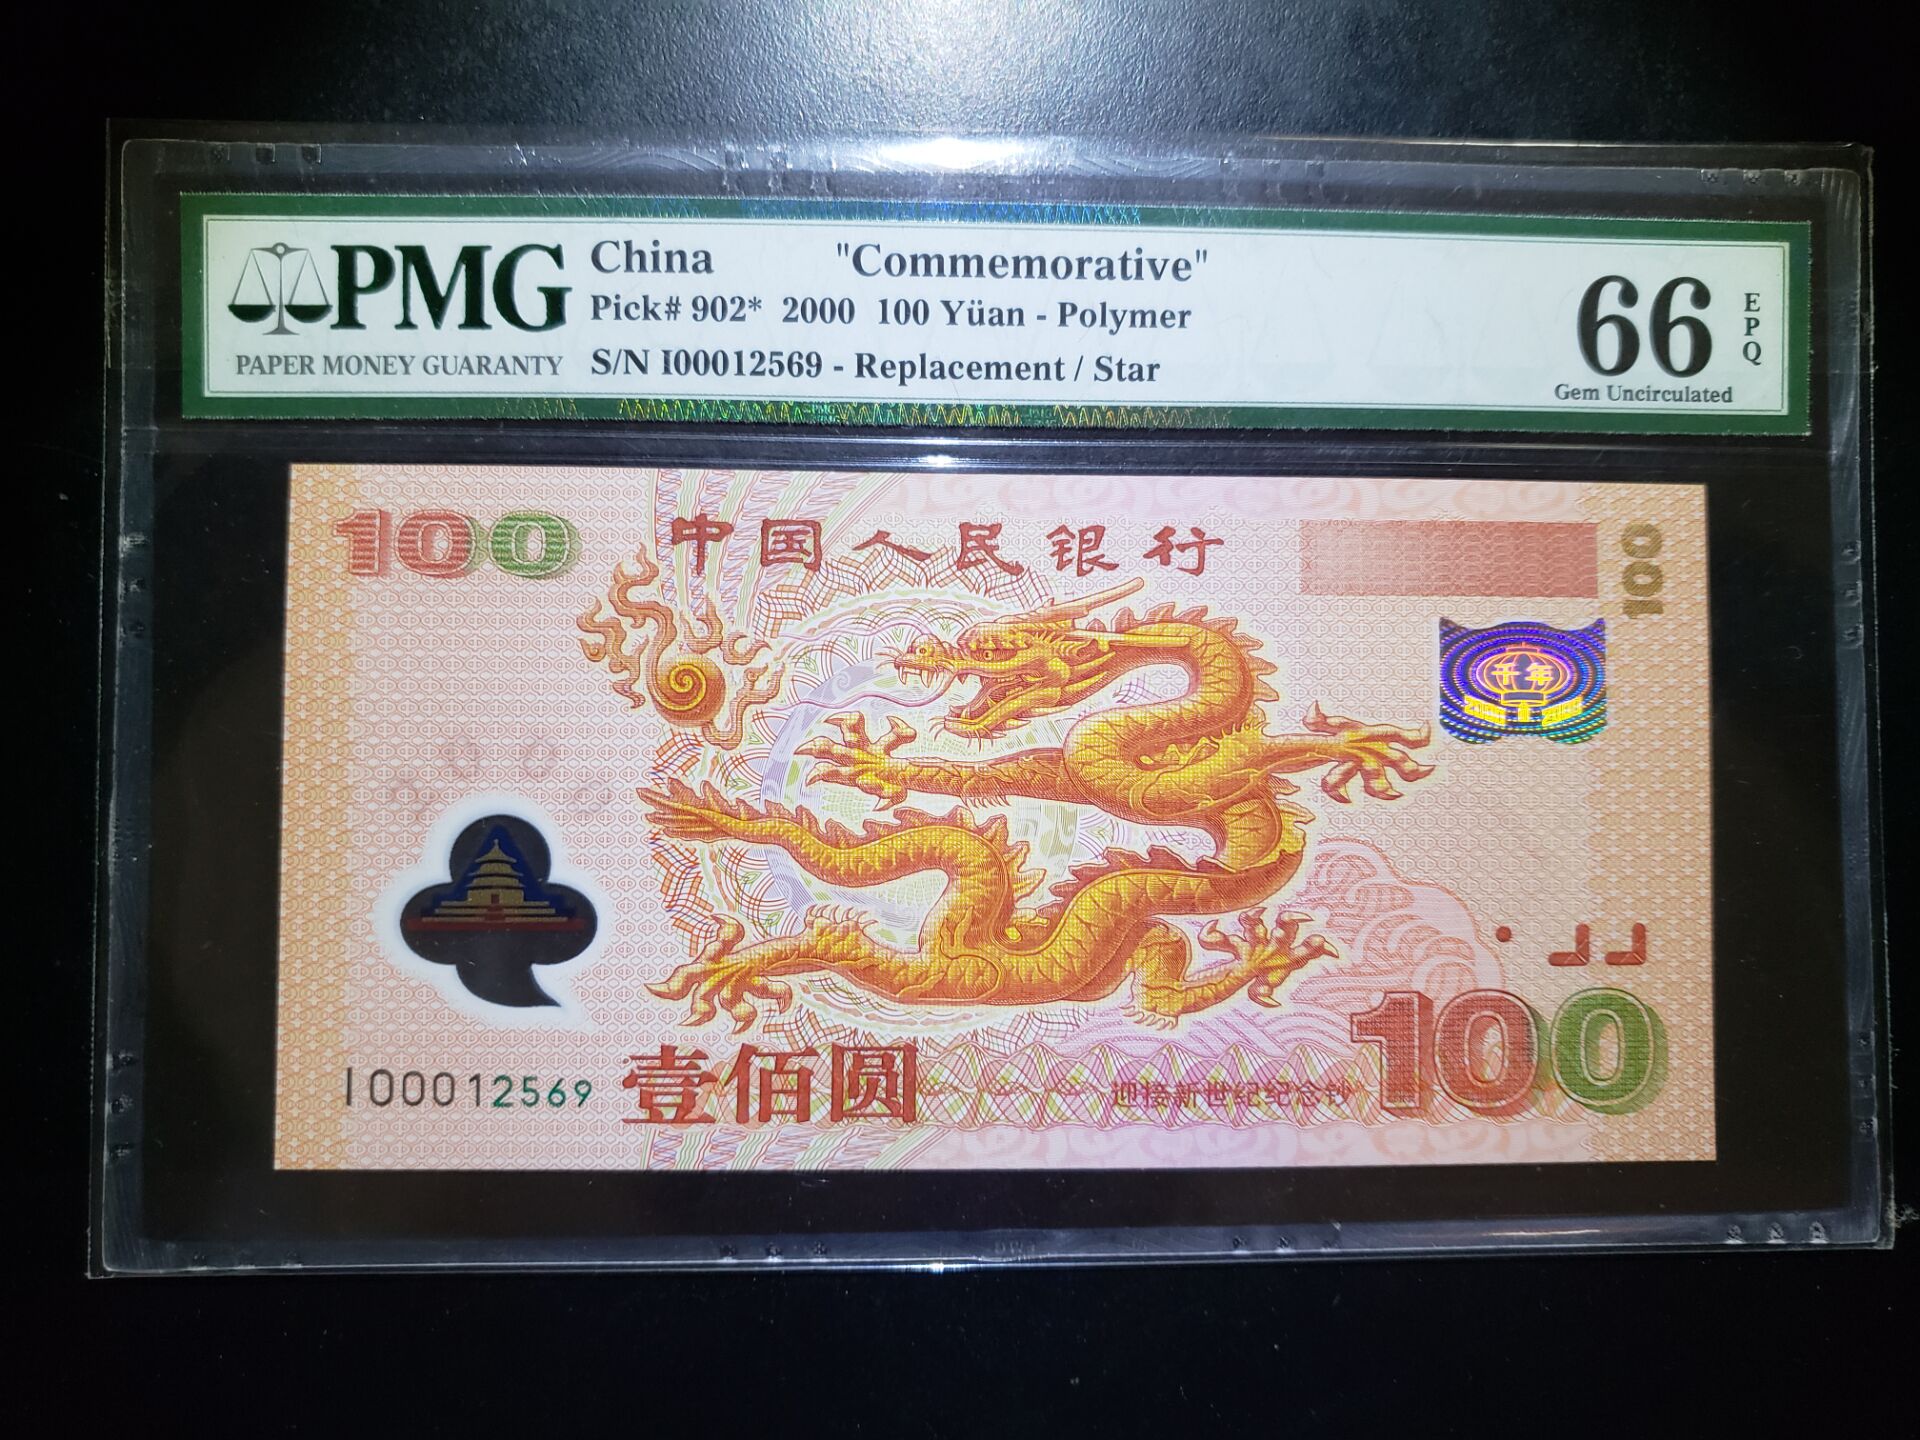 PMG
PAPER MONEY GUARANTY
China "Commemorative"
Pick# 902* 2000 100 Yüan - Polymer
S/N I00012569 - Replacement / Star
66
EPQ
Gem Uncirculated
100
中国人民银行
100
千年
I00012569
壹佰圆
迎接新世纪纪念钞
100